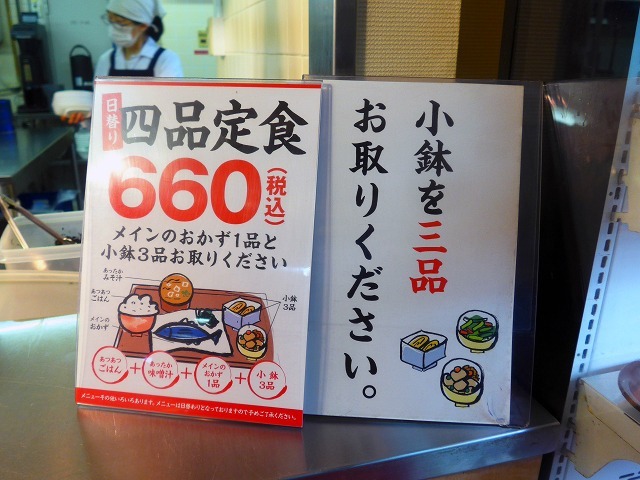 日替り
四品定食
660(税込)
メインのおかず1品と
小鉢3品お取りください
あったか
みそ汁
あつあつ
ごはん
メインの
おかず
小鉢
3品
あつあつ
ごはん
+
あったか
味噌汁
+
メインの
おかず
1品
+
小鉢
3品
小鉢を三品
お取りください。